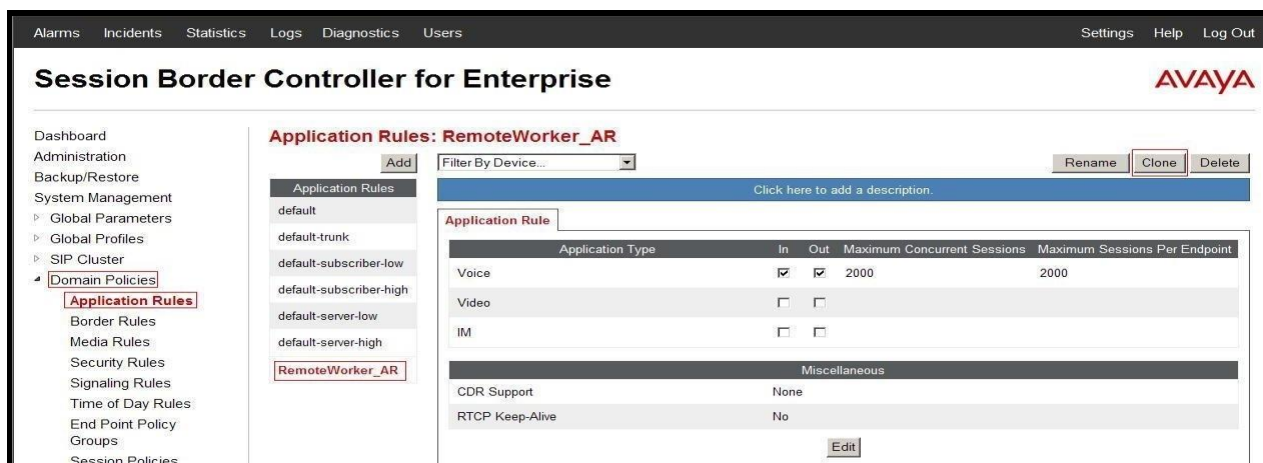 Alarms Incidents Statistics Logs Diagnostics Users Settings Help Log Out
Session Border Controller for Enterprise
AVAYA
Dashboard
Administration
Backup/Restore
System Management
Global Parameters
Global Profiles
SIP Cluster
Domain Policies
Application Rules
Border Rules
Media Rules
Security Rules
Signaling Rules
Time of Day Rules
End Point Policy
Groups
Session Policies
Application Rules: RemoteWorker_AR
Add
Filter By Device...
Rename Clone Delete
Application Rules
default
default-trunk
default-subscriber-low
default-subscriber-high
default-server-low
default-server-high
RemoteWorker_AR
Click here to add a description.
Application Rule
Application Type In Out Maximum Concurrent Sessions Maximum Sessions Per Endpoint
Voice 2000 2000
Video
IM
Miscellaneous
CDR Support None
RTCP Keep-Alive No
Edit